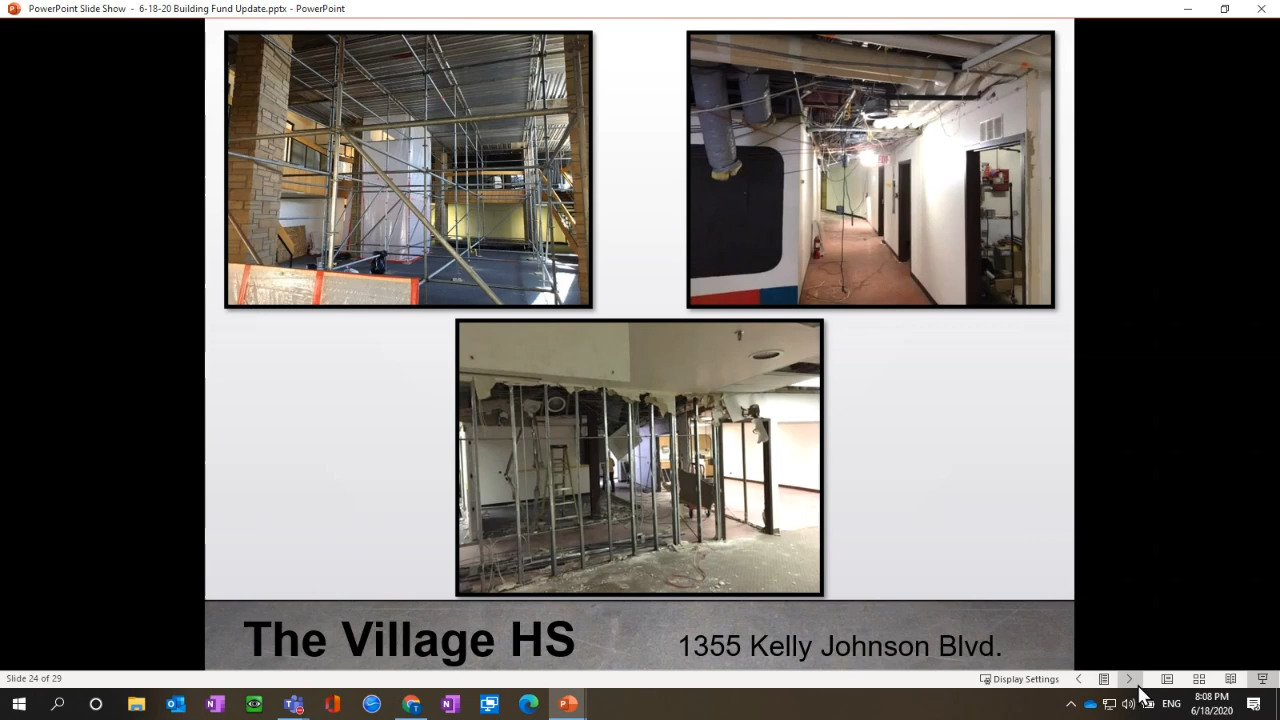 PowerPoint Slide Show - 6-18-20 Building Fund Update.pptx - PowerPoint
The Village HS
1355 Kelly Johnson Blvd.
Slide 24 of 29
Display Settings
8:08 PM
ENG
6/18/2020